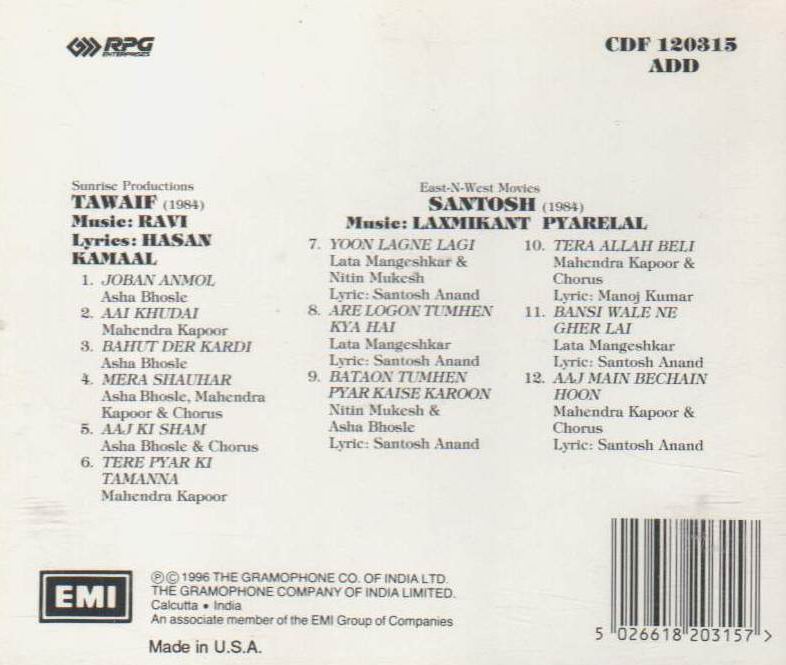 RPG
ENTERPRISES
CDF 120315
ADD
Sunrise Productions
TAWAIF (1984)
Music: RAVI
Lyrics: HASAN
KAMAAL
1. JOBAN ANMOL
Asha Bhosle
2. AAI KHUDAI
Mahendra Kapoor
3. BAHUT DER KARDI
Asha Bhosle
4. MERA SHAUHAR
Asha Bhosle, Mahendra
Kapoor & Chorus
5. AAJ KI SHAM
Asha Bhosle & Chorus
6. TERE PYAR KI
TAMANNA
Mahendra Kapoor
East-N-West Movies
SANTOSH (1984)
Music: LAXMIKANT PYARELAL
7. YOON LAGNE LAGI
Lata Mangeshkar &
Nitin Mukesh
Lyric: Santosh Anand
8. ARE LOGON TUMHEN
KYA HAI
Lata Mangeshkar
Lyric: Santosh Anand
9. BATAON TUMHEN
PYAR KAISE KAROON
Nitin Mukesh &
Asha Bhosle
Lyric: Santosh Anand
10. TERA ALLAH BELI
Mahendra Kapoor &
Chorus
Lyric: Manoj Kumar
11. BANSI WALE NE
GHER LAI
Lata Mangeshkar
Lyric: Santosh Anand
12. AAJ MAIN BECHAIN
HOON
Mahendra Kapoor &
Chorus
Lyric: Santosh Anand
EMI
℗© 1996 THE GRAMOPHONE CO. OF INDIA LTD.
THE GRAMOPHONE COMPANY OF INDIA LIMITED.
Calcutta • India
An associate member of the EMI Group of Companies
Made in U.S.A.
5 026618 203157 >